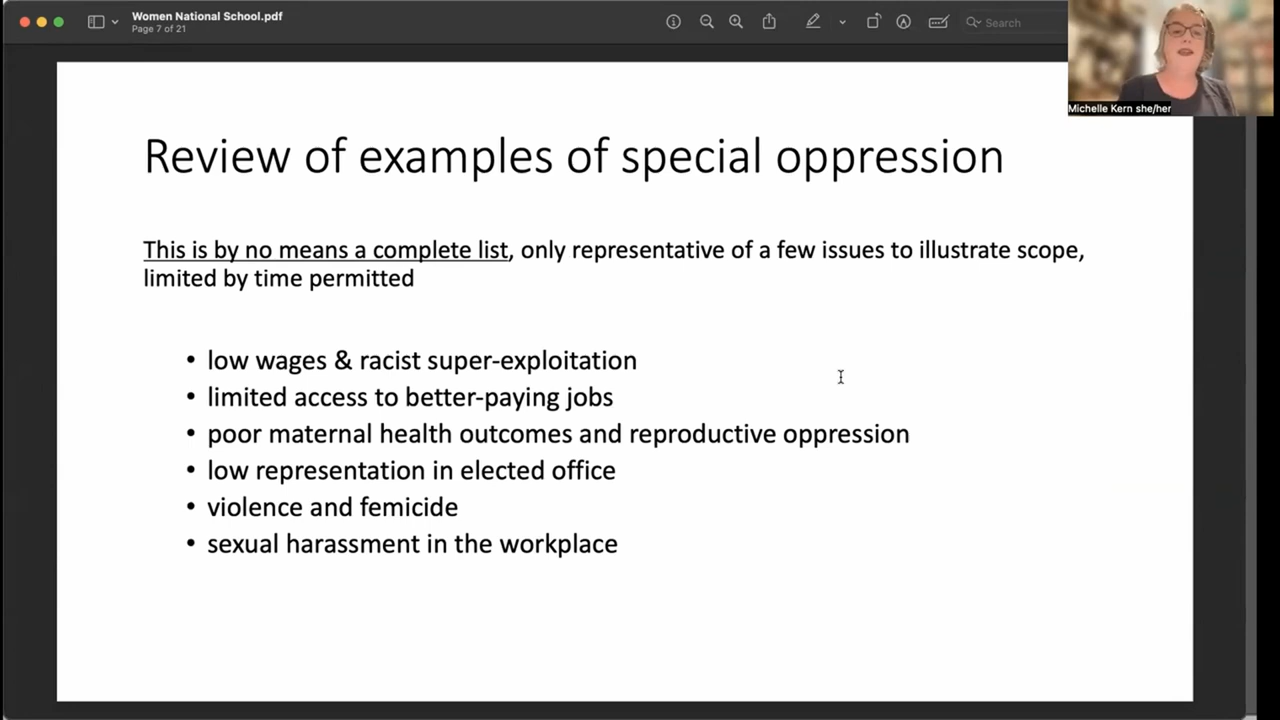 Women National School.pdf
Page 7 of 21
Search
Michelle Kern she/her
Review of examples of special oppression
This is by no means a complete list, only representative of a few issues to illustrate scope,
limited by time permitted
• low wages & racist super-exploitation
• limited access to better-paying jobs
• poor maternal health outcomes and reproductive oppression
• low representation in elected office
• violence and femicide
• sexual harassment in the workplace